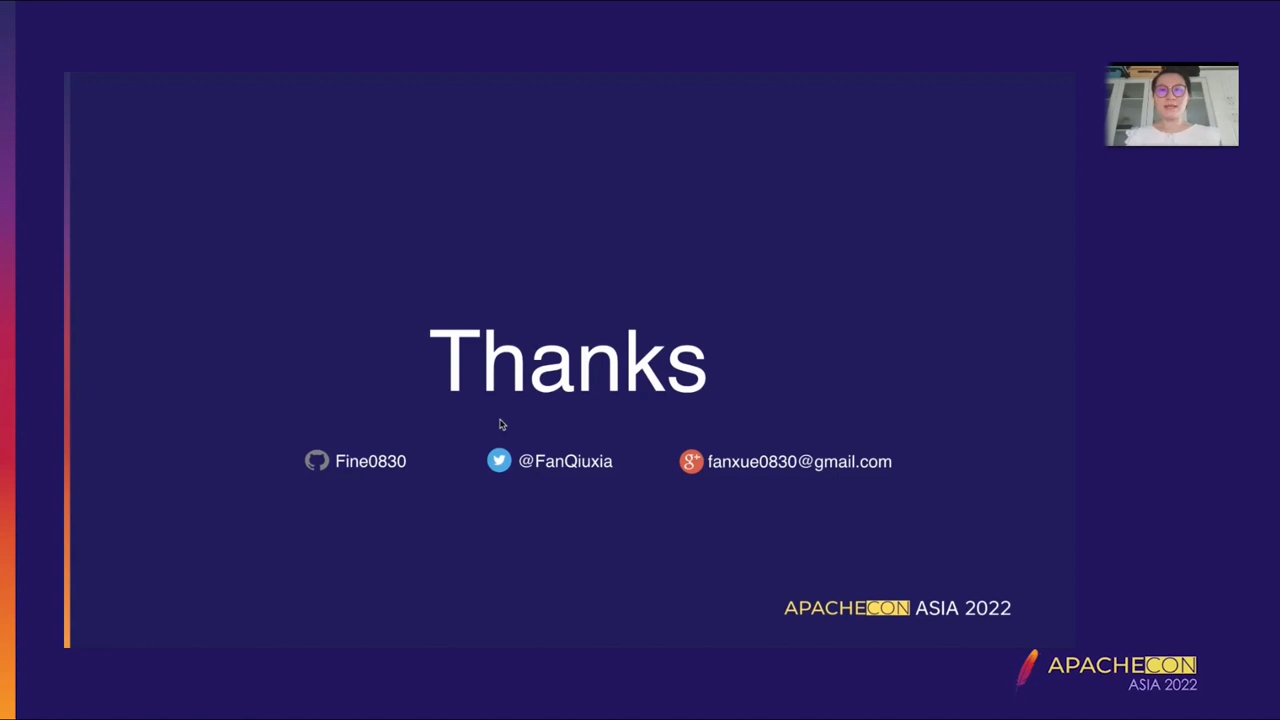 Thanks
Fine0830 @FanQiuxia fanxue0830@gmail.com
APACHECON ASIA 2022
APACHECON
ASIA 2022